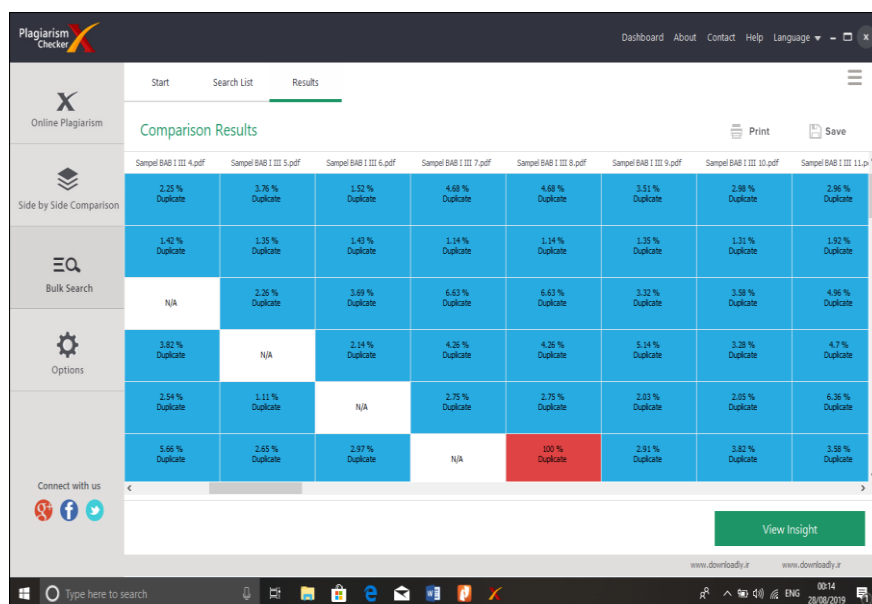 Plagiarism
Checker
Dashboard About Contact Help Language
Start Search List Results
Online Plagiarism
Comparison Results
Print Save
Sampel BAB I III 4.pdf Sampel BAB I III 5.pdf Sampel BAB I III 6.pdf Sampel BAB I III 7.pdf Sampel BAB I III 8.pdf Sampel BAB I III 9.pdf Sampel BAB I III 10.pdf Sampel BAB I III 11.p
2.25 % 3.76 % 1.52 % 4.68 % 4.68 % 3.51 % 2.98 % 2.96 %
Duplicate Duplicate Duplicate Duplicate Duplicate Duplicate Duplicate Duplicate
Side by Side Comparison
1.42 % 1.35 % 1.43 % 1.14 % 1.14 % 1.35 % 1.31 % 1.92 %
Duplicate Duplicate Duplicate Duplicate Duplicate Duplicate Duplicate Duplicate
Bulk Search
N/A 2.26 % 3.69 % 6.63 % 6.63 % 3.32 % 3.58 % 4.96 %
Duplicate Duplicate Duplicate Duplicate Duplicate Duplicate Duplicate
3.82 % N/A 2.14 % 4.26 % 4.26 % 5.14 % 3.28 % 4.7 %
Duplicate Duplicate Duplicate Duplicate Duplicate Duplicate Duplicate
Options
2.54 % 1.11 % N/A 2.75 % 2.75 % 2.03 % 2.05 % 6.36 %
Duplicate Duplicate Duplicate Duplicate Duplicate Duplicate Duplicate
5.66 % 2.65 % 2.97 % N/A 100 % 2.91 % 3.82 % 3.58 %
Duplicate Duplicate Duplicate Duplicate Duplicate Duplicate Duplicate
Connect with us
View Insight
www.downloadly.ir www.downloadly.ir
Type here to search
ENG
00:14
28/08/2019